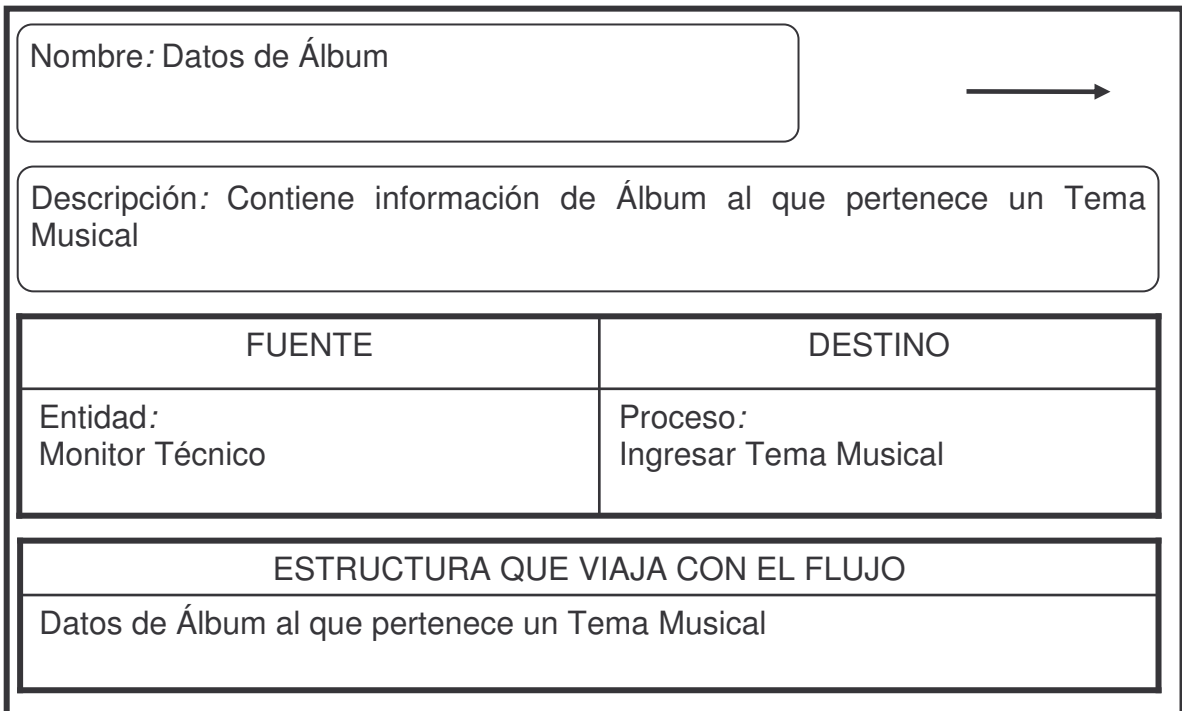 Nombre: Datos de Álbum
Descripción: Contiene información de Álbum al que pertenece un Tema
Musical
FUENTE
DESTINO
Entidad:
Monitor Técnico
Proceso:
Ingresar Tema Musical
ESTRUCTURA QUE VIAJA CON EL FLUJO
Datos de Álbum al que pertenece un Tema Musical